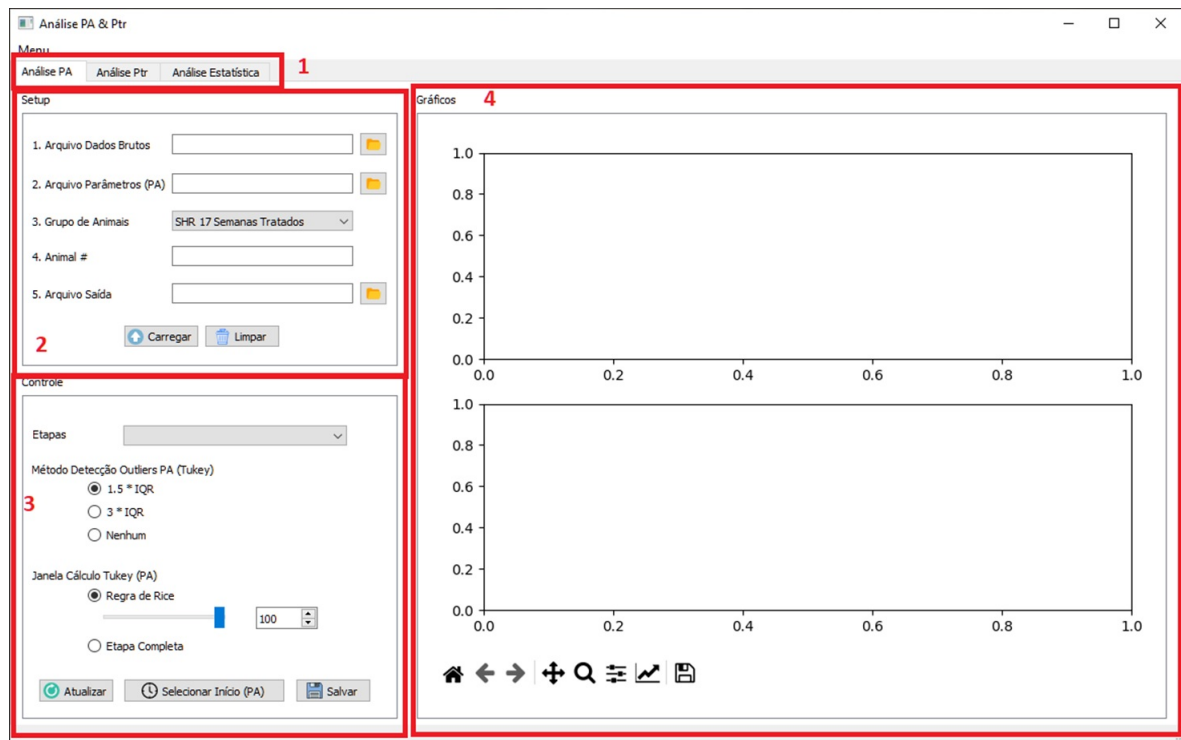 Análise PA & Ptr
Menu
Análise PA Análise Ptr Análise Estatística 1
Setup
1. Arquivo Dados Brutos
2. Arquivo Parâmetros (PA)
3. Grupo de Animais SHR 17 Semanas Tratados
4. Animal #
5. Arquivo Saída
Carregar Limpar
2
Controle
Etapas
Método Detecção Outliers PA (Tukey)
1.5 * IQR
3 * IQR
3
Nenhum
Janela Cálculo Tukey (PA)
Regra de Rice
100
Etapa Completa
Atualizar Selecionar Início (PA) Salvar
Gráficos 4
1.0
0.8
0.6
0.4
0.2
0.0
0.0 0.2 0.4 0.6 0.8 1.0
1.0
0.8
0.6
0.4
0.2
0.0
0.0 0.2 0.4 0.6 0.8 1.0